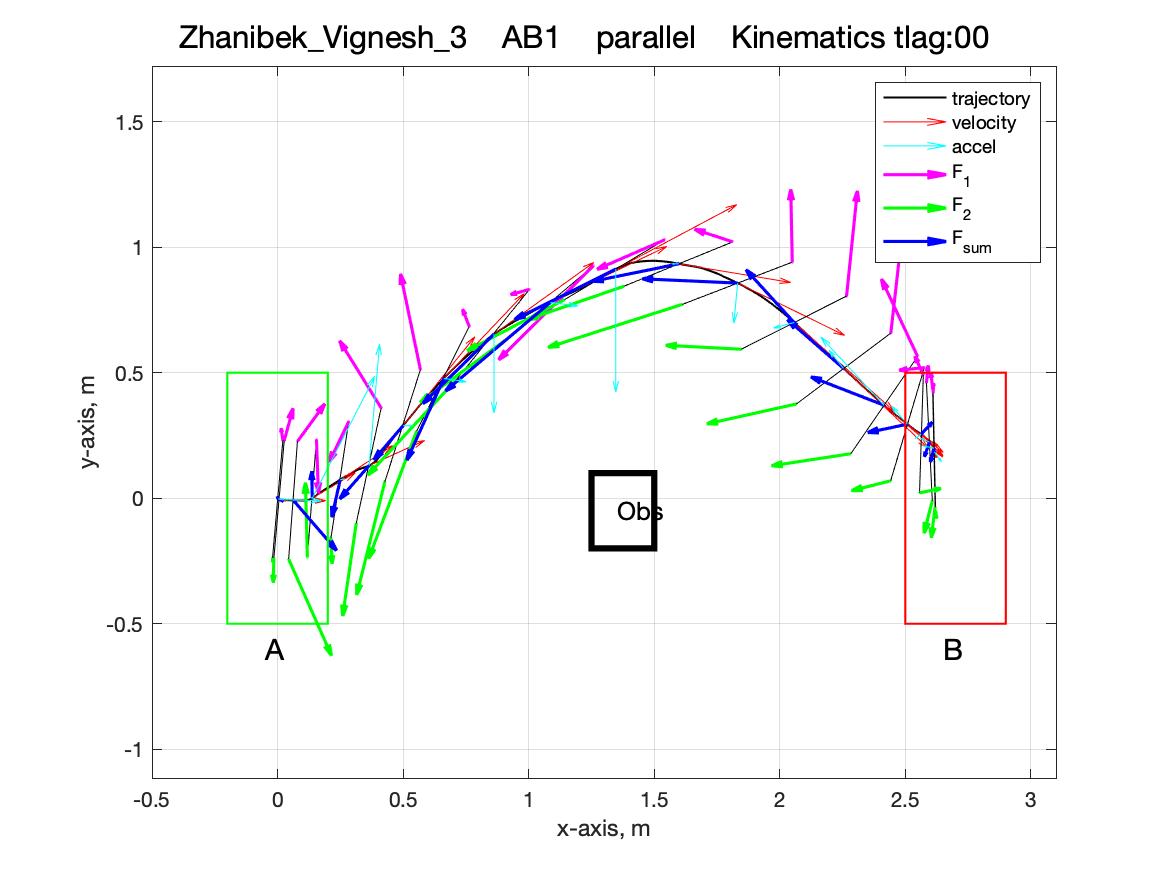 Zhanibek_Vignesh_3 AB1 parallel Kinematics tlag:00
trajectory
velocity
accel
F1
F2
Fsum
1.5
1
0.5
0
-0.5
-1
y-axis, m
Obs
A
B
-0.5
0
0.5
1
1.5
2
2.5
3
x-axis, m